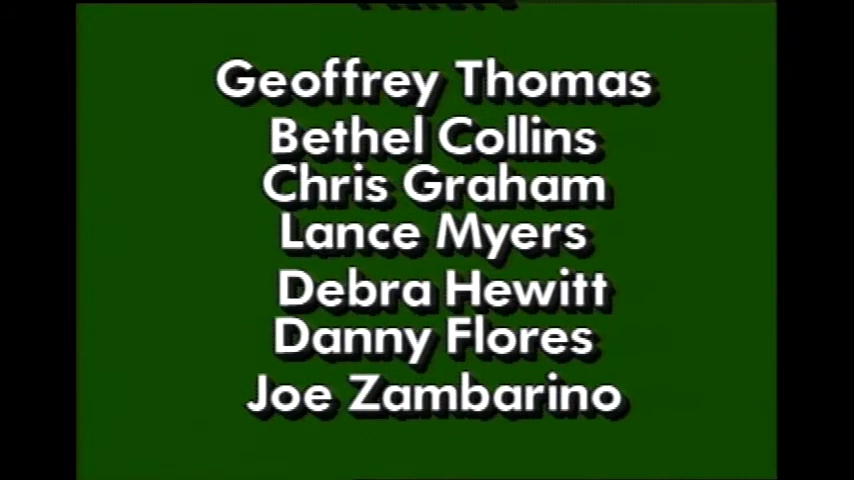 Geoffrey Thomas
Bethel Collins
Chris Graham
Lance Myers
Debra Hewitt
Danny Flores
Joe Zambarino